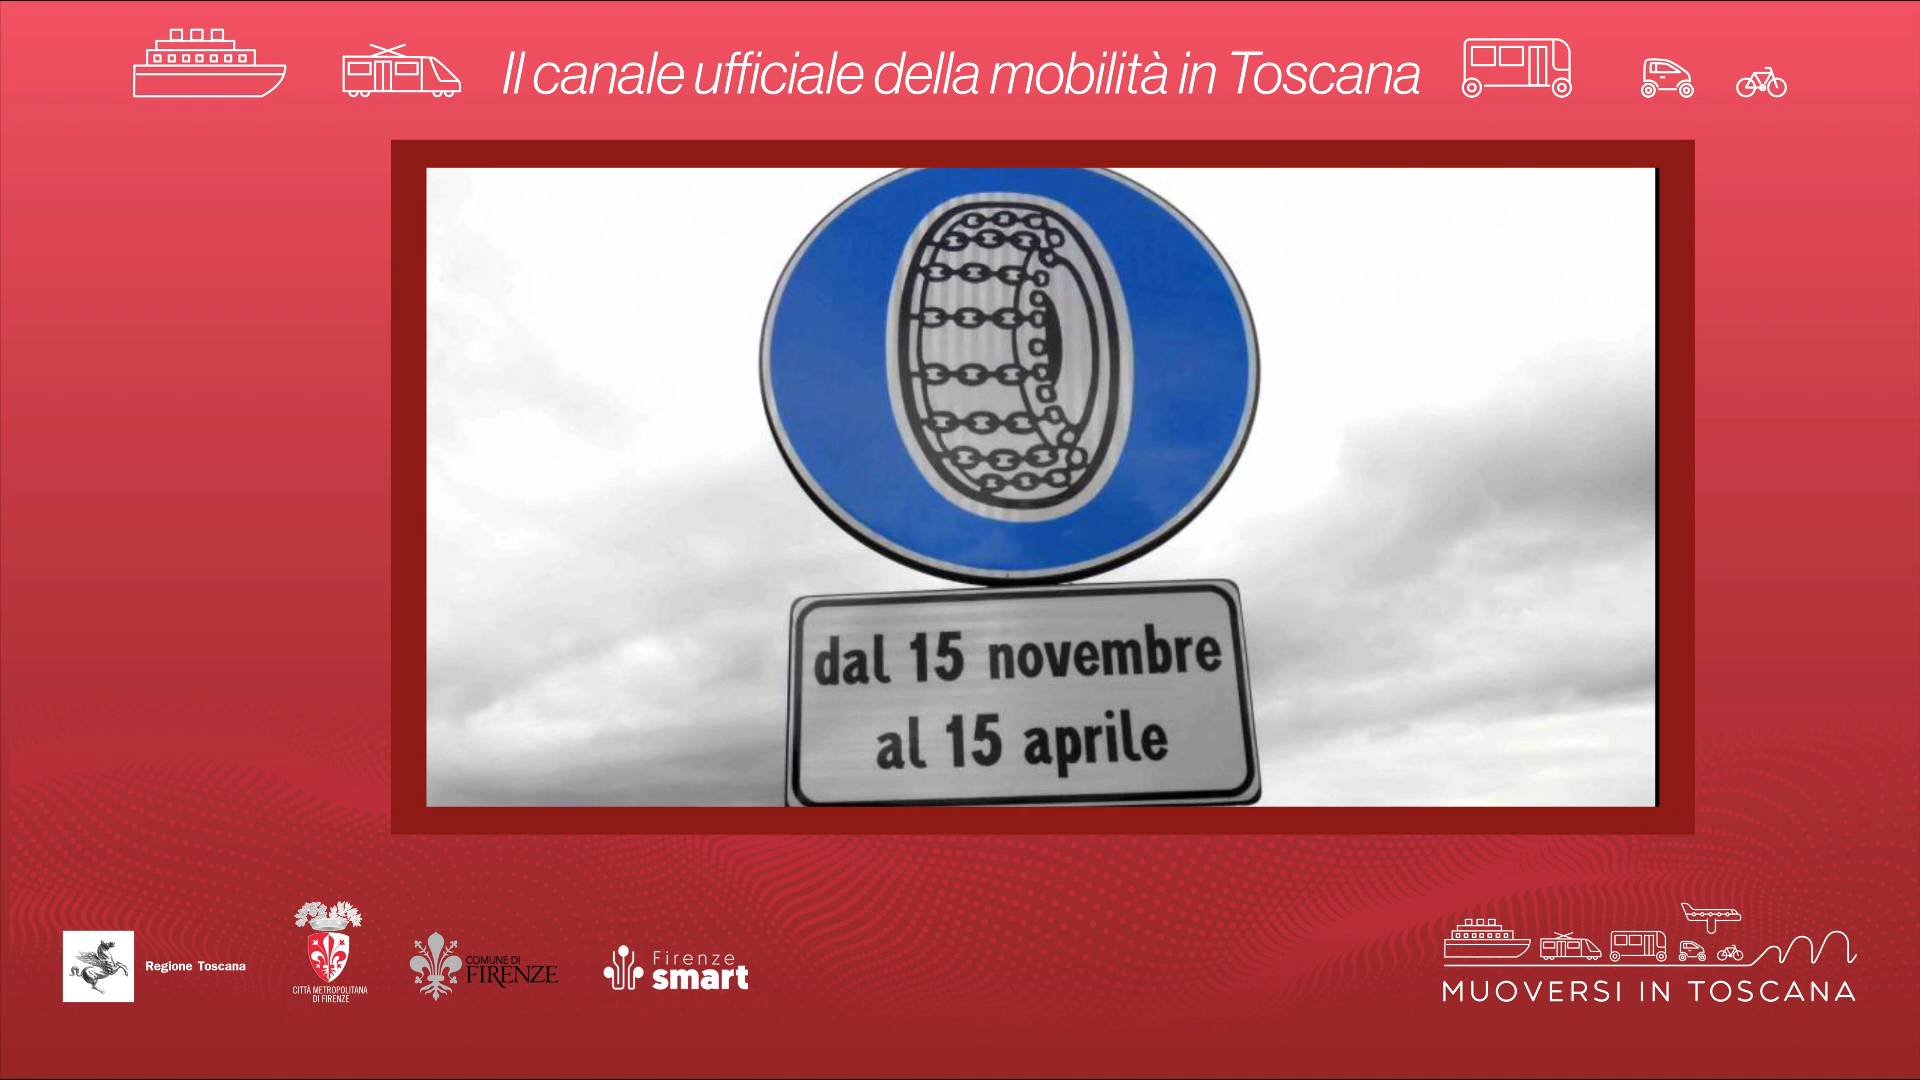 Il canale ufficiale della mobilità in Toscana
dal 15 novembre
al 15 aprile
Regione Toscana
CITTÀ METROPOLITANA
DI FIRENZE
COMUNE DI
FIRENZE
Firenze
smart
MUOVERSI IN TOSCANA